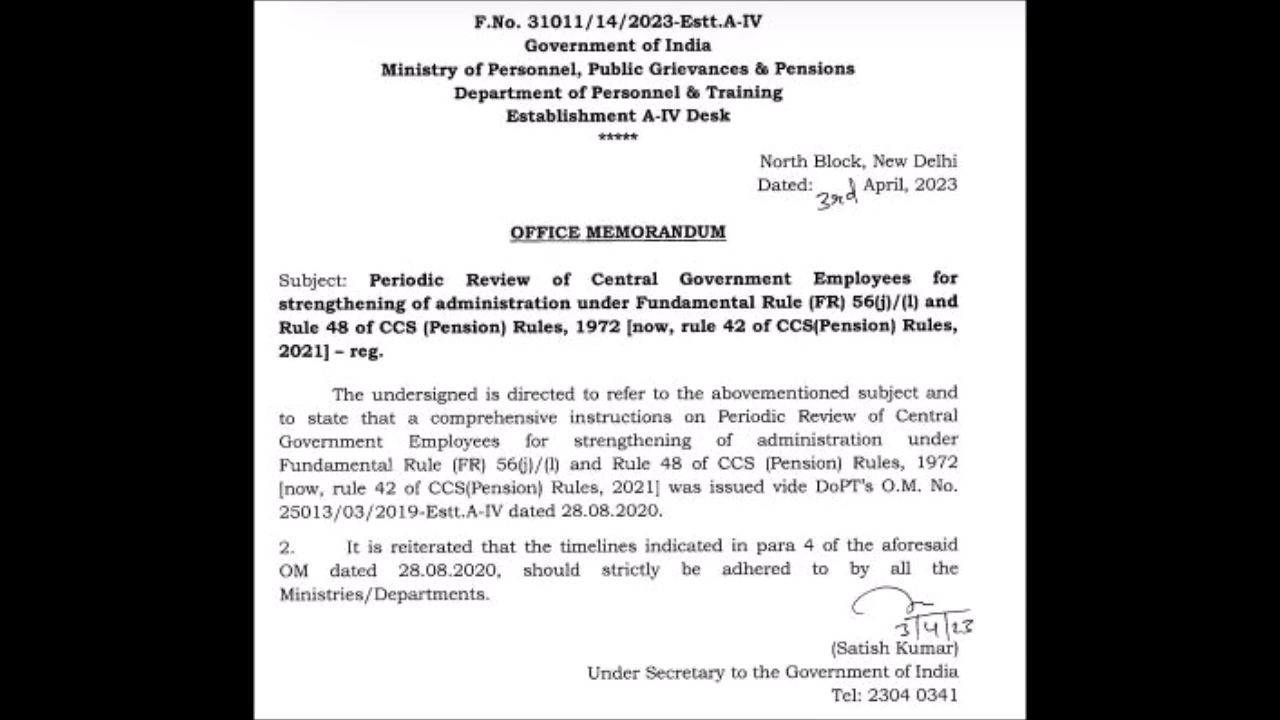 F.No. 31011/14/2023-Estt.A-IV
Government of India
Ministry of Personnel, Public Grievances & Pensions
Department of Personnel & Training
Establishment A-IV Desk
*****
North Block, New Delhi
Dated: 3rd April, 2023
OFFICE MEMORANDUM
Subject: Periodic Review of Central Government Employees for
strengthening of administration under Fundamental Rule (FR) 56(j)/(l) and
Rule 48 of CCS (Pension) Rules, 1972 [now, rule 42 of CCS(Pension) Rules,
2021] – reg.
The undersigned is directed to refer to the abovementioned subject and
to state that a comprehensive instructions on Periodic Review of Central
Government Employees for strengthening of administration under
Fundamental Rule (FR) 56(j)/(l) and Rule 48 of CCS (Pension) Rules, 1972
[now, rule 42 of CCS(Pension) Rules, 2021] was issued vide DoPT's O.M. No.
25013/03/2019-Estt.A-IV dated 28.08.2020.
2. It is reiterated that the timelines indicated in para 4 of the aforesaid
OM dated 28.08.2020, should strictly be adhered to by all the
Ministries/Departments.
3/4/23
(Satish Kumar)
Under Secretary to the Government of India
Tel: 2304 0341